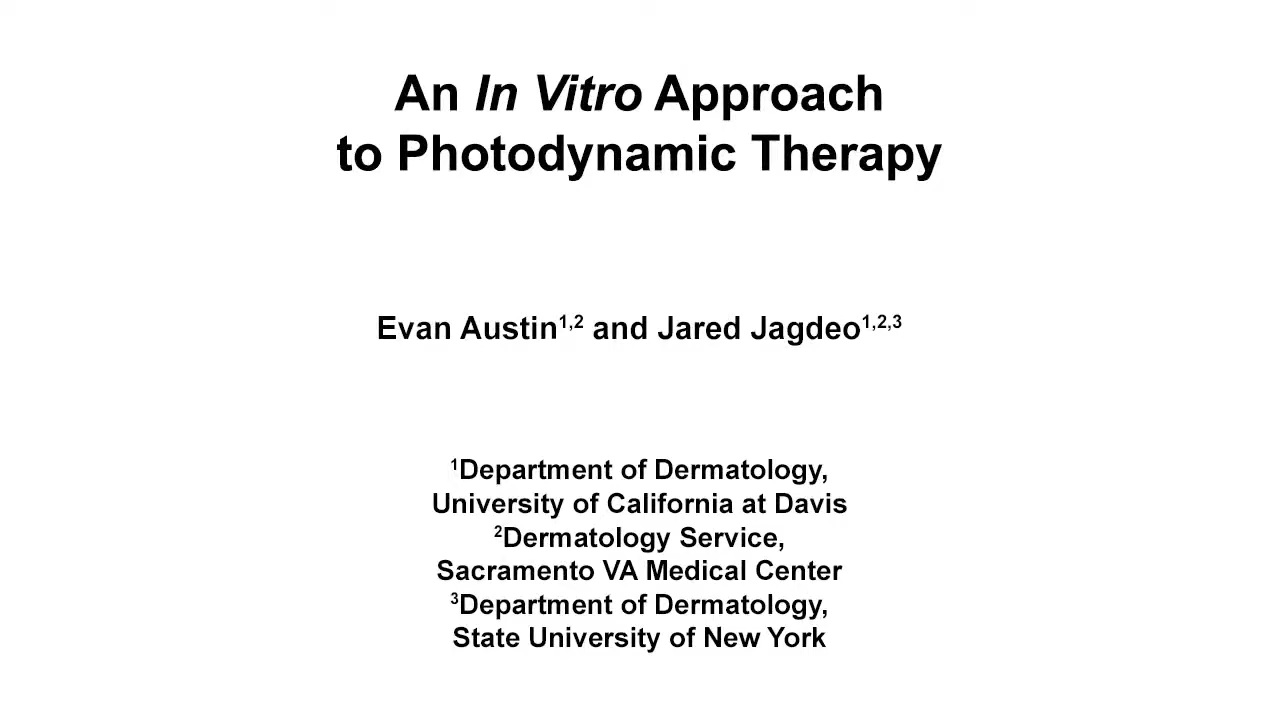 An In Vitro Approach
to Photodynamic Therapy
Evan Austin1,2 and Jared Jagdeo1,2,3
1Department of Dermatology,
University of California at Davis
2Dermatology Service,
Sacramento VA Medical Center
3Department of Dermatology,
State University of New York